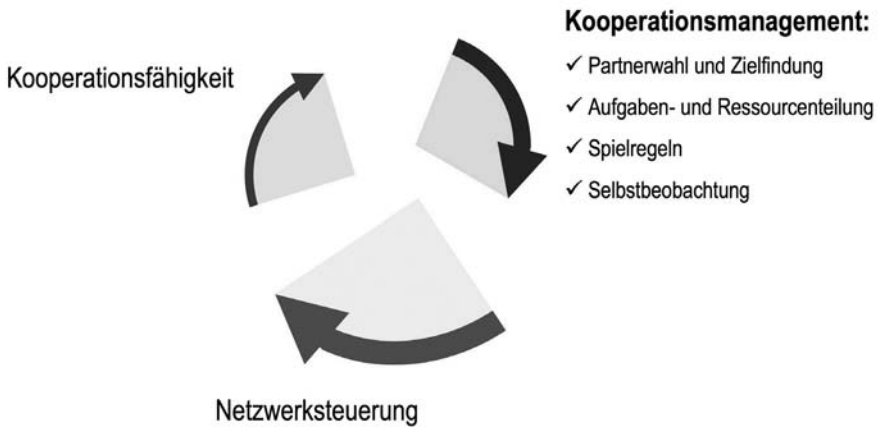 Kooperationsfähigkeit
Kooperationsmanagement:
✓ Partnerwahl und Zielfindung
✓ Aufgaben- und Ressourcenteilung
✓ Spielregeln
✓ Selbstbeobachtung
Netzwerksteuerung